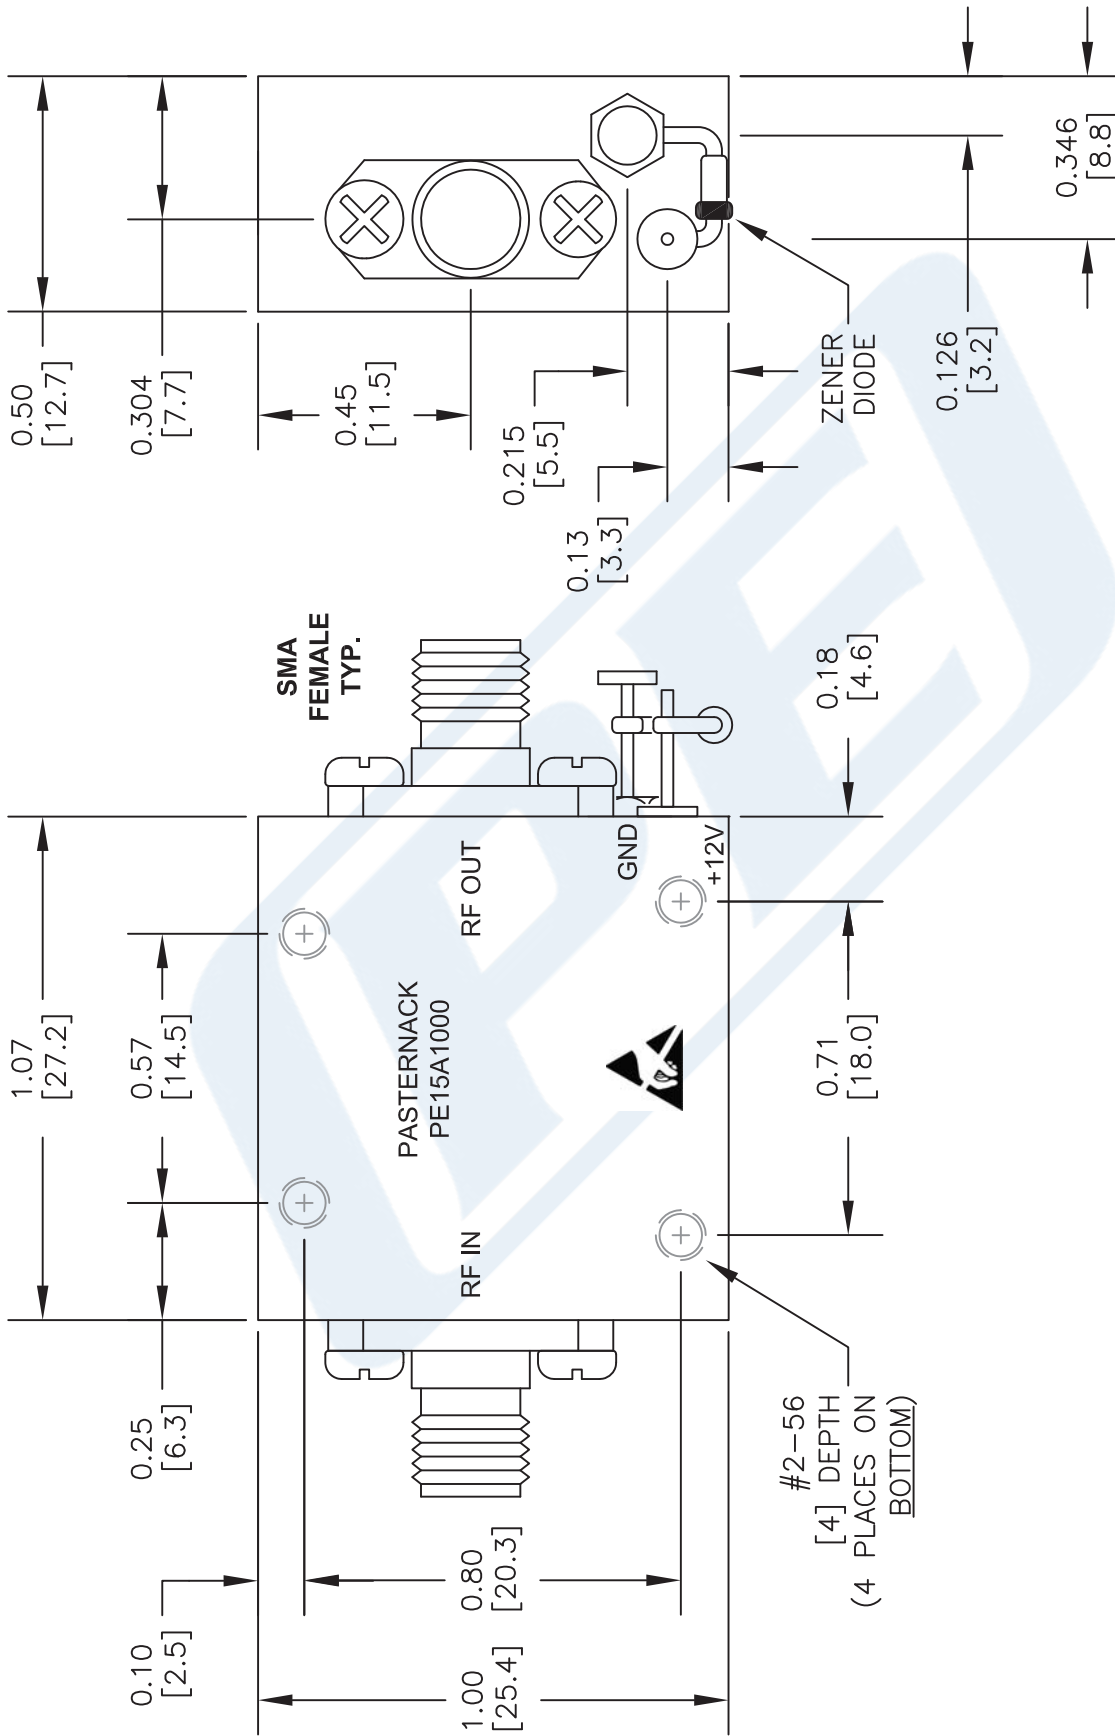 1.07
[27.2]
0.57
[14.5]
0.25
[6.3]
0.10
[2.5]
0.80
[20.3]
1.00
[25.4]
RF IN
PASTERNACK
PE15A1000
RF OUT
GND
+12V
SMA
FEMALE
TYP.
#2-56
[4] DEPTH
(4 PLACES ON
BOTTOM)
0.71
[18.0]
0.18
[4.6]
0.50
[12.7]
0.304
[7.7]
0.45
[11.5]
0.215
[5.5]
0.13
[3.3]
ZENER
DIODE
0.126
[3.2]
0.346
[8.8]
PE